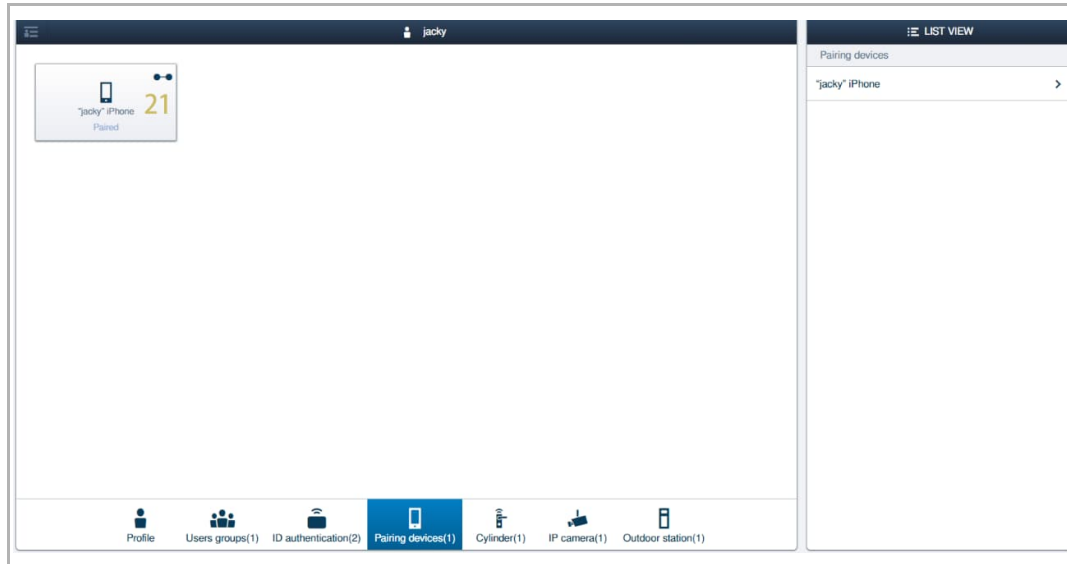 jacky
"jacky" iPhone
21
Paired
Profile
Users groups(1)
ID authentication(2)
Pairing devices(1)
Cylinder(1)
IP camera(1)
Outdoor station(1)
LIST VIEW
Pairing devices
"jacky" iPhone